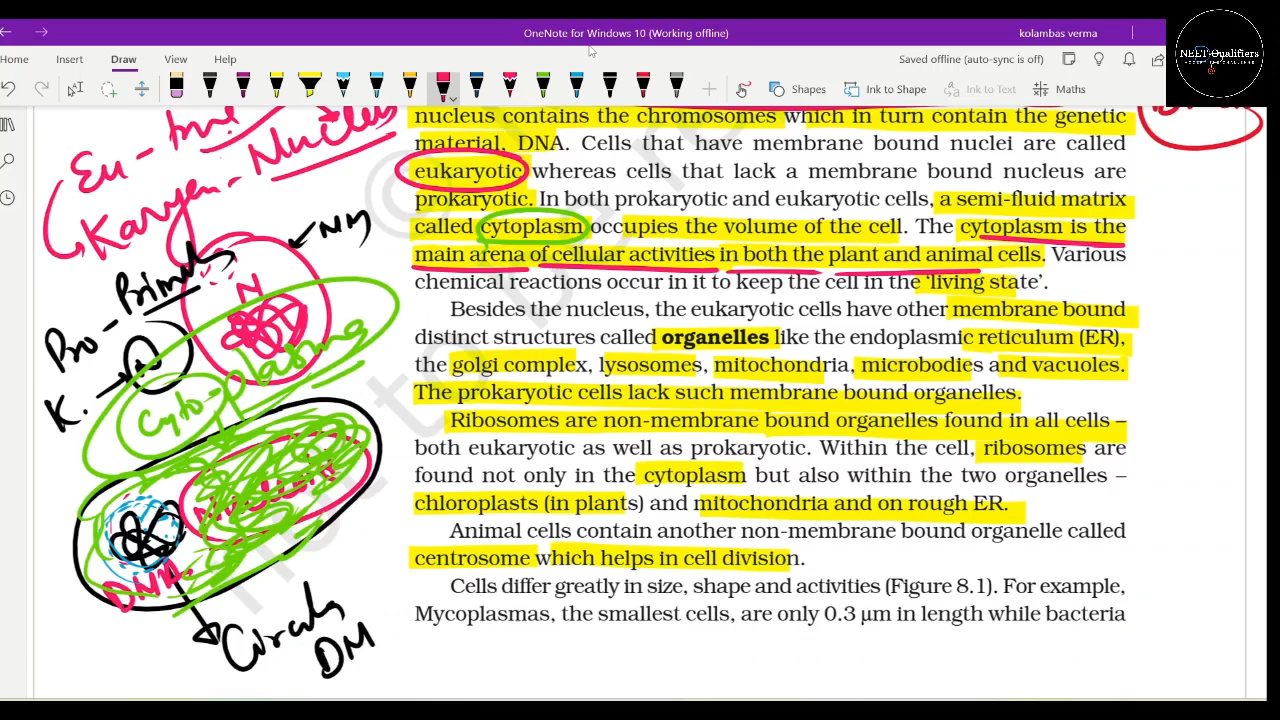 OneNote for Windows 10 (Working offline)
kolambas verma
NEET Qualifiers
Home Insert Draw View Help
Saved offline (auto-sync is off)
Shapes Ink to Shape Ink to Text Maths
nucleus contains the chromosomes which in turn contain the genetic
material, DNA. Cells that have membrane bound nuclei are called
eukaryotic whereas cells that lack a membrane bound nucleus are
prokaryotic. In both prokaryotic and eukaryotic cells, a semi-fluid matrix
called cytoplasm occupies the volume of the cell. The cytoplasm is the
main arena of cellular activities in both the plant and animal cells. Various
chemical reactions occur in it to keep the cell in the ‘living state’.
Besides the nucleus, the eukaryotic cells have other membrane bound
distinct structures called organelles like the endoplasmic reticulum (ER),
the golgi complex, lysosomes, mitochondria, microbodies and vacuoles.
The prokaryotic cells lack such membrane bound organelles.
Ribosomes are non-membrane bound organelles found in all cells –
both eukaryotic as well as prokaryotic. Within the cell, ribosomes are
found not only in the cytoplasm but also within the two organelles –
chloroplasts (in plants) and mitochondria and on rough ER.
Animal cells contain another non-membrane bound organelle called
centrosome which helps in cell division.
Cells differ greatly in size, shape and activities (Figure 8.1). For example,
Mycoplasmas, the smallest cells, are only 0.3 µm in length while bacteria
Eu - true
Karyon - Nucleus
NM
N
Pro -
K.
Cyto-plasm
DNA